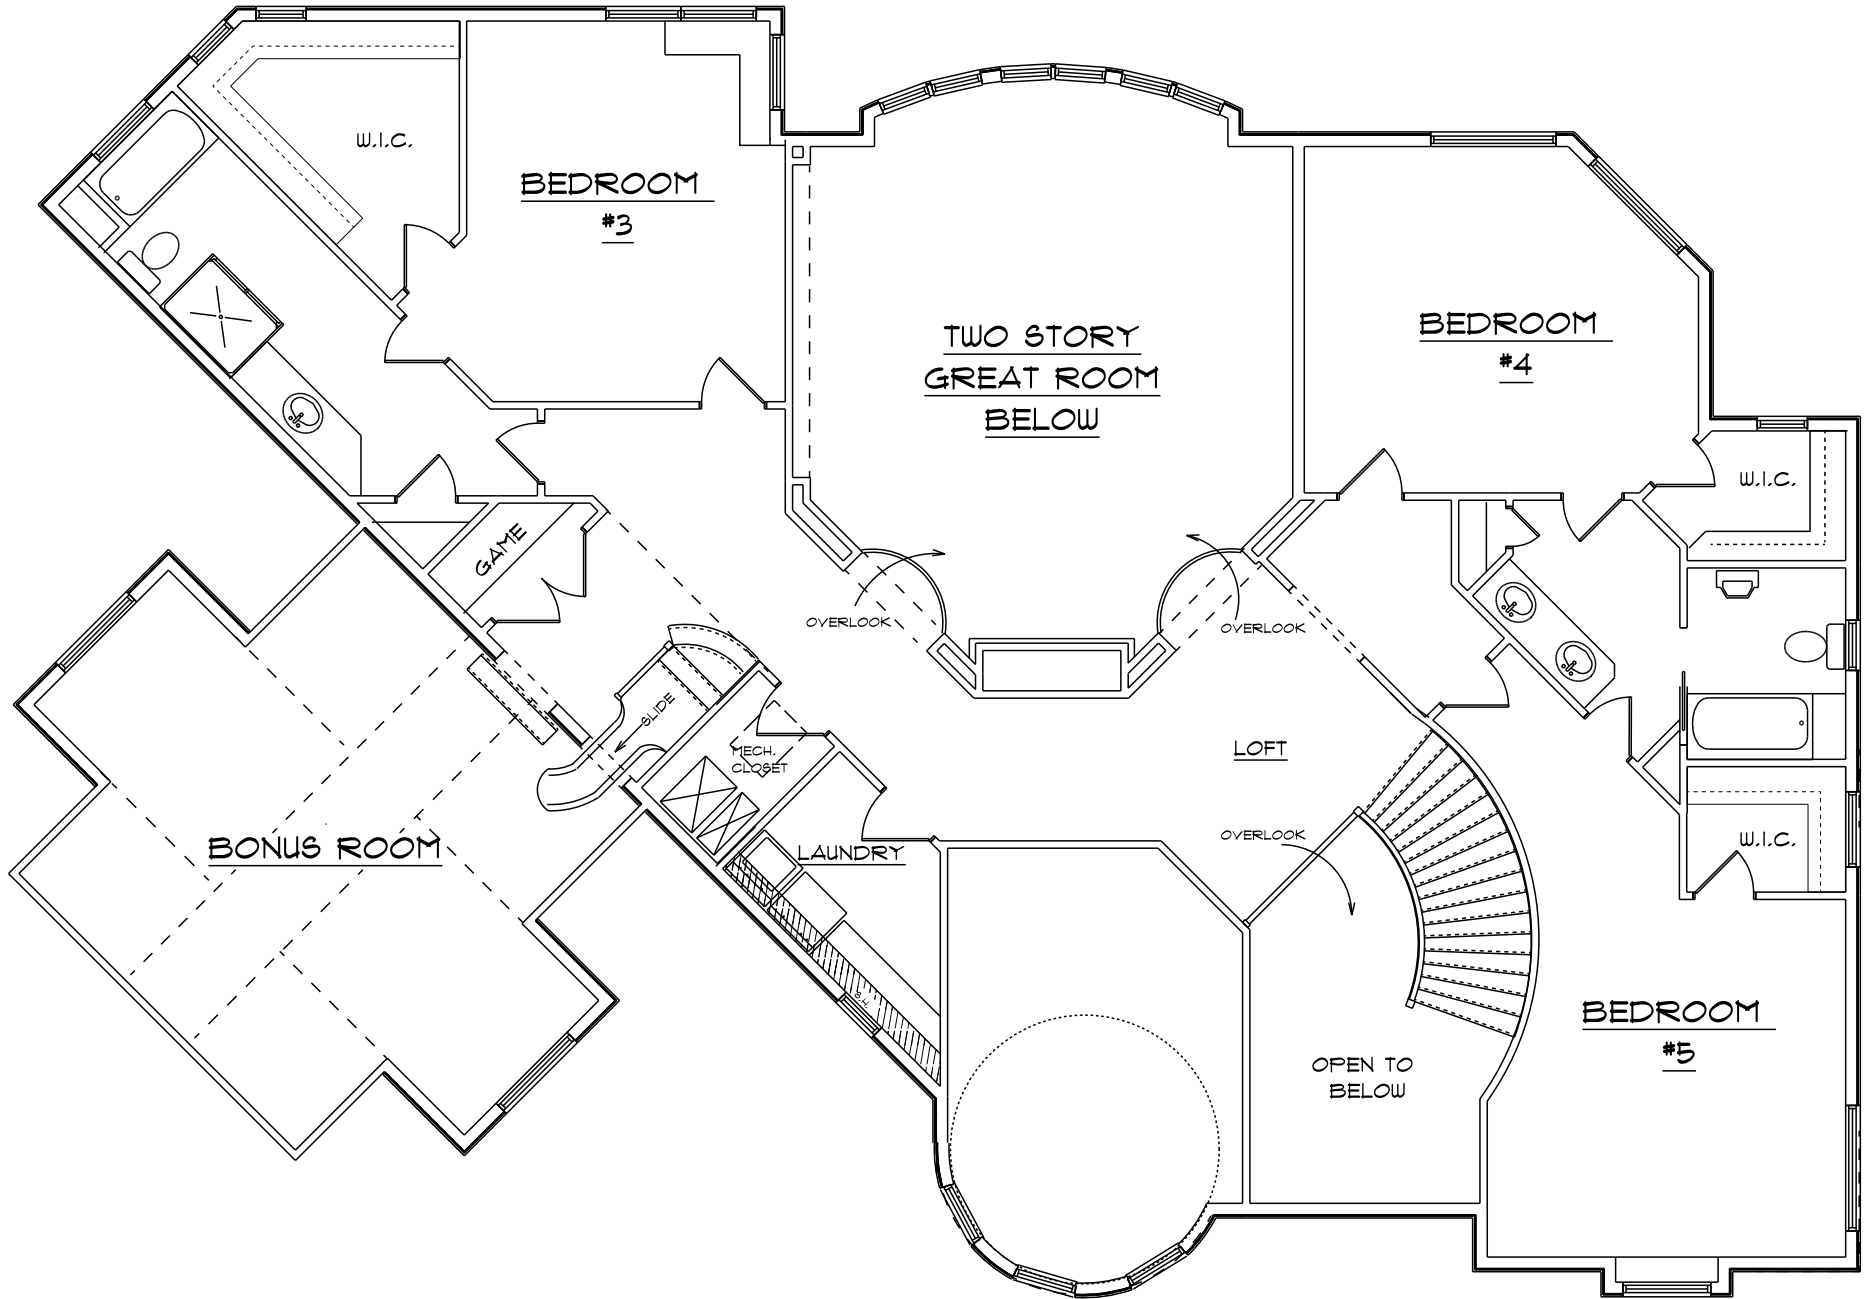 W.I.C.
BEDROOM
#3
TWO STORY
GREAT ROOM
BELOW
BEDROOM
#4
W.I.C.
GAME
OVERLOOK
OVERLOOK
SLIDE
MECH.
CLOSET
LOFT
OVERLOOK
BONUS ROOM
LAUNDRY
W.I.C.
S.H.
BEDROOM
#5
OPEN TO
BELOW